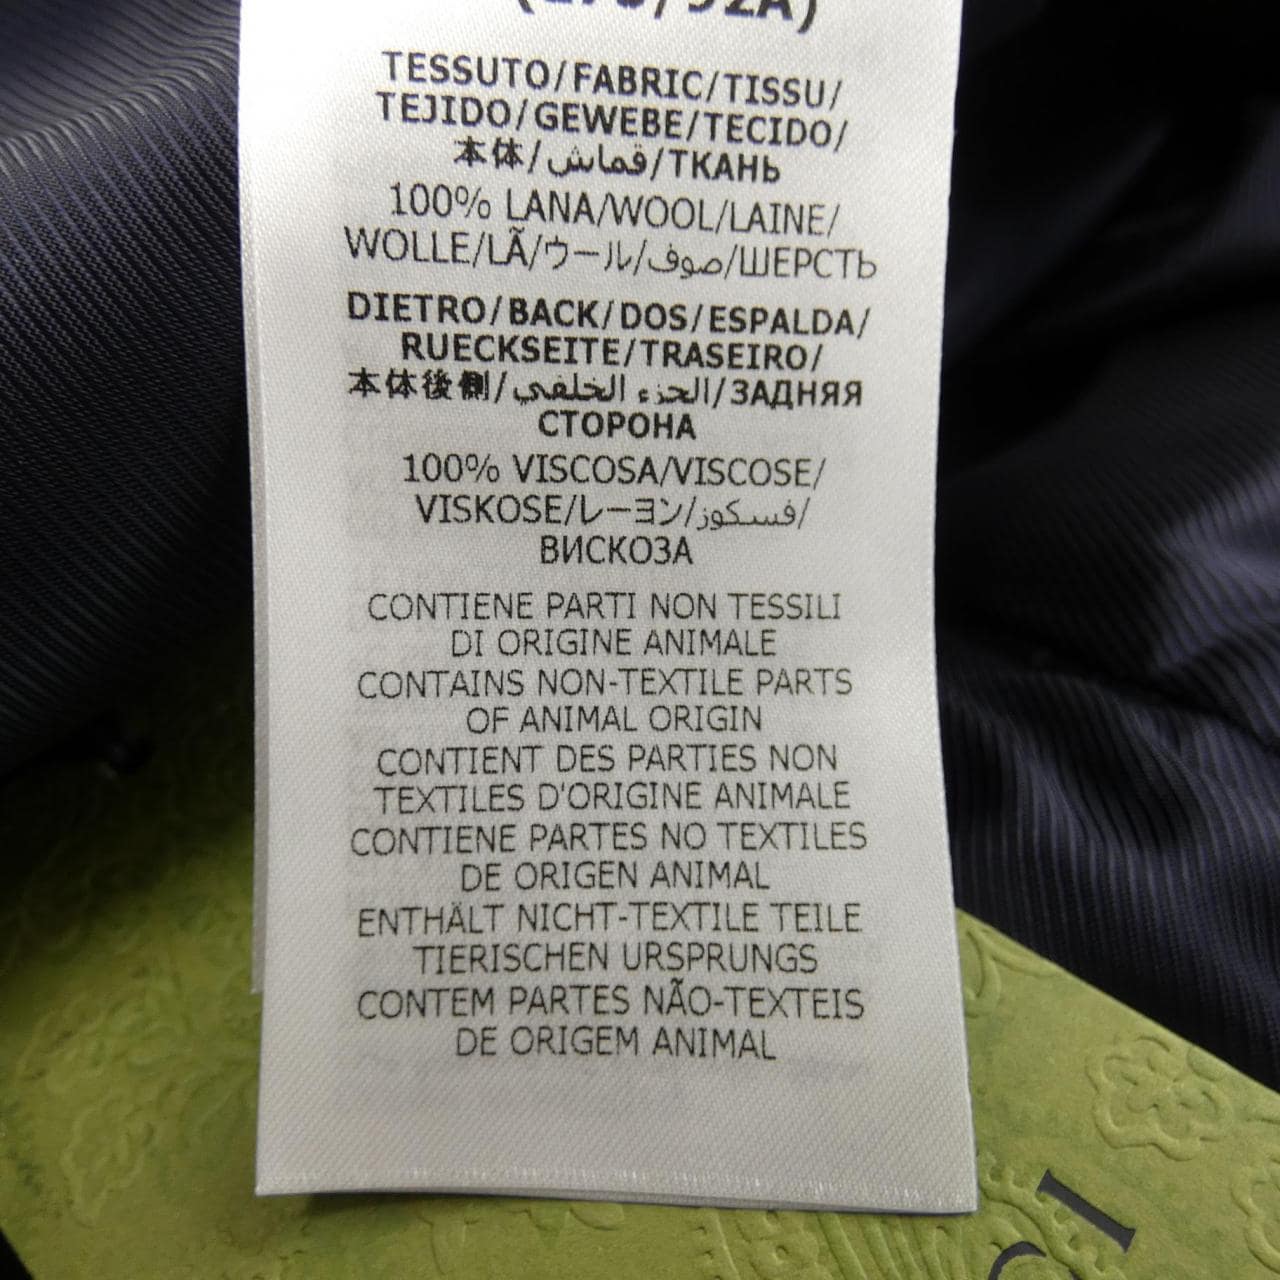 TESSUTO/FABRIC/TISSU/
TEJIDO/GEWEBE/TECIDO/
本体/قماش/ТКАНЬ
100% LANA/WOOL/LAINE/
WOLLE/LÃ/ウール/صوف/ШЕРСТЬ
DIETRO/BACK/DOS/ESPALDA/
RUECKSEITE/TRASEIRO/
本体後側/الجزء الخلفي/ЗАДНЯЯ
СТОРОНА
100% VISCOSA/VISCOSE/
VISKOSE/レーヨン/فسكوز/
ВИСКОЗА
CONTIENE PARTI NON TESSILI
DI ORIGINE ANIMALE
CONTAINS NON-TEXTILE PARTS
OF ANIMAL ORIGIN
CONTIENT DES PARTIES NON
TEXTILES D'ORIGINE ANIMALE
CONTIENE PARTES NO TEXTILES
DE ORIGEN ANIMAL
ENTHÄLT NICHT-TEXTILE TEILE
TIERISCHEN URSPRUNGS
CONTEM PARTES NÃO-TEXTEIS
DE ORIGEM ANIMAL